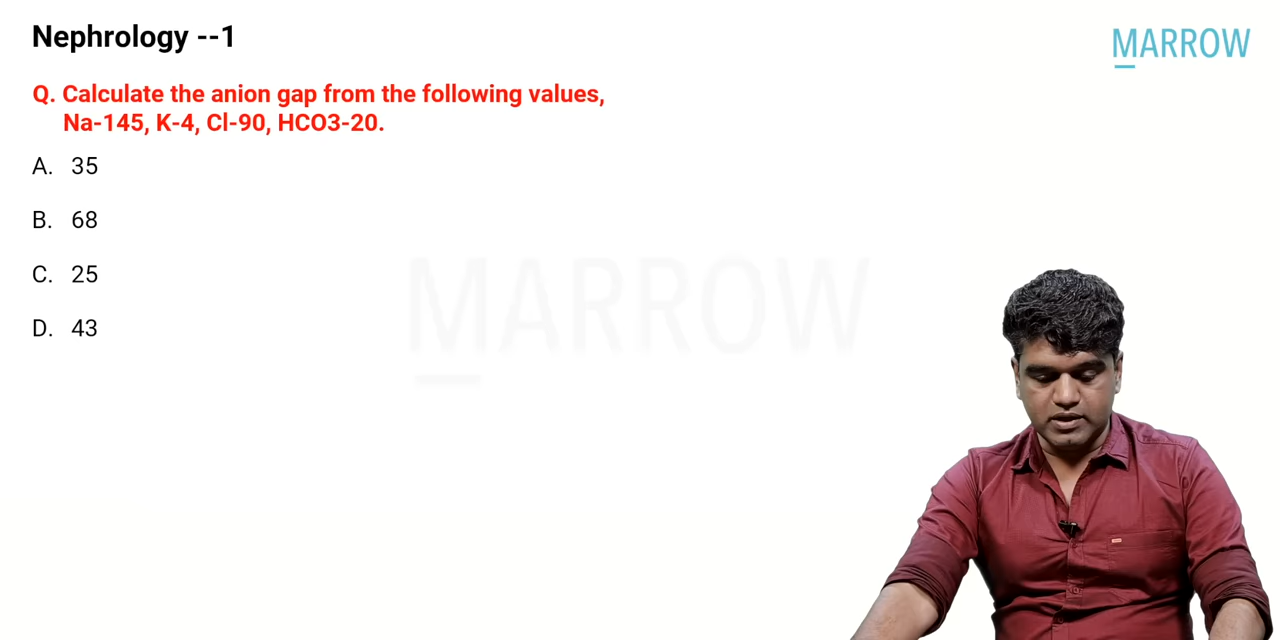 Nephrology --1
MARROW
Q. Calculate the anion gap from the following values,
Na-145, K-4, Cl-90, HCO3-20.
A. 35
B. 68
C. 25
D. 43
MARROW